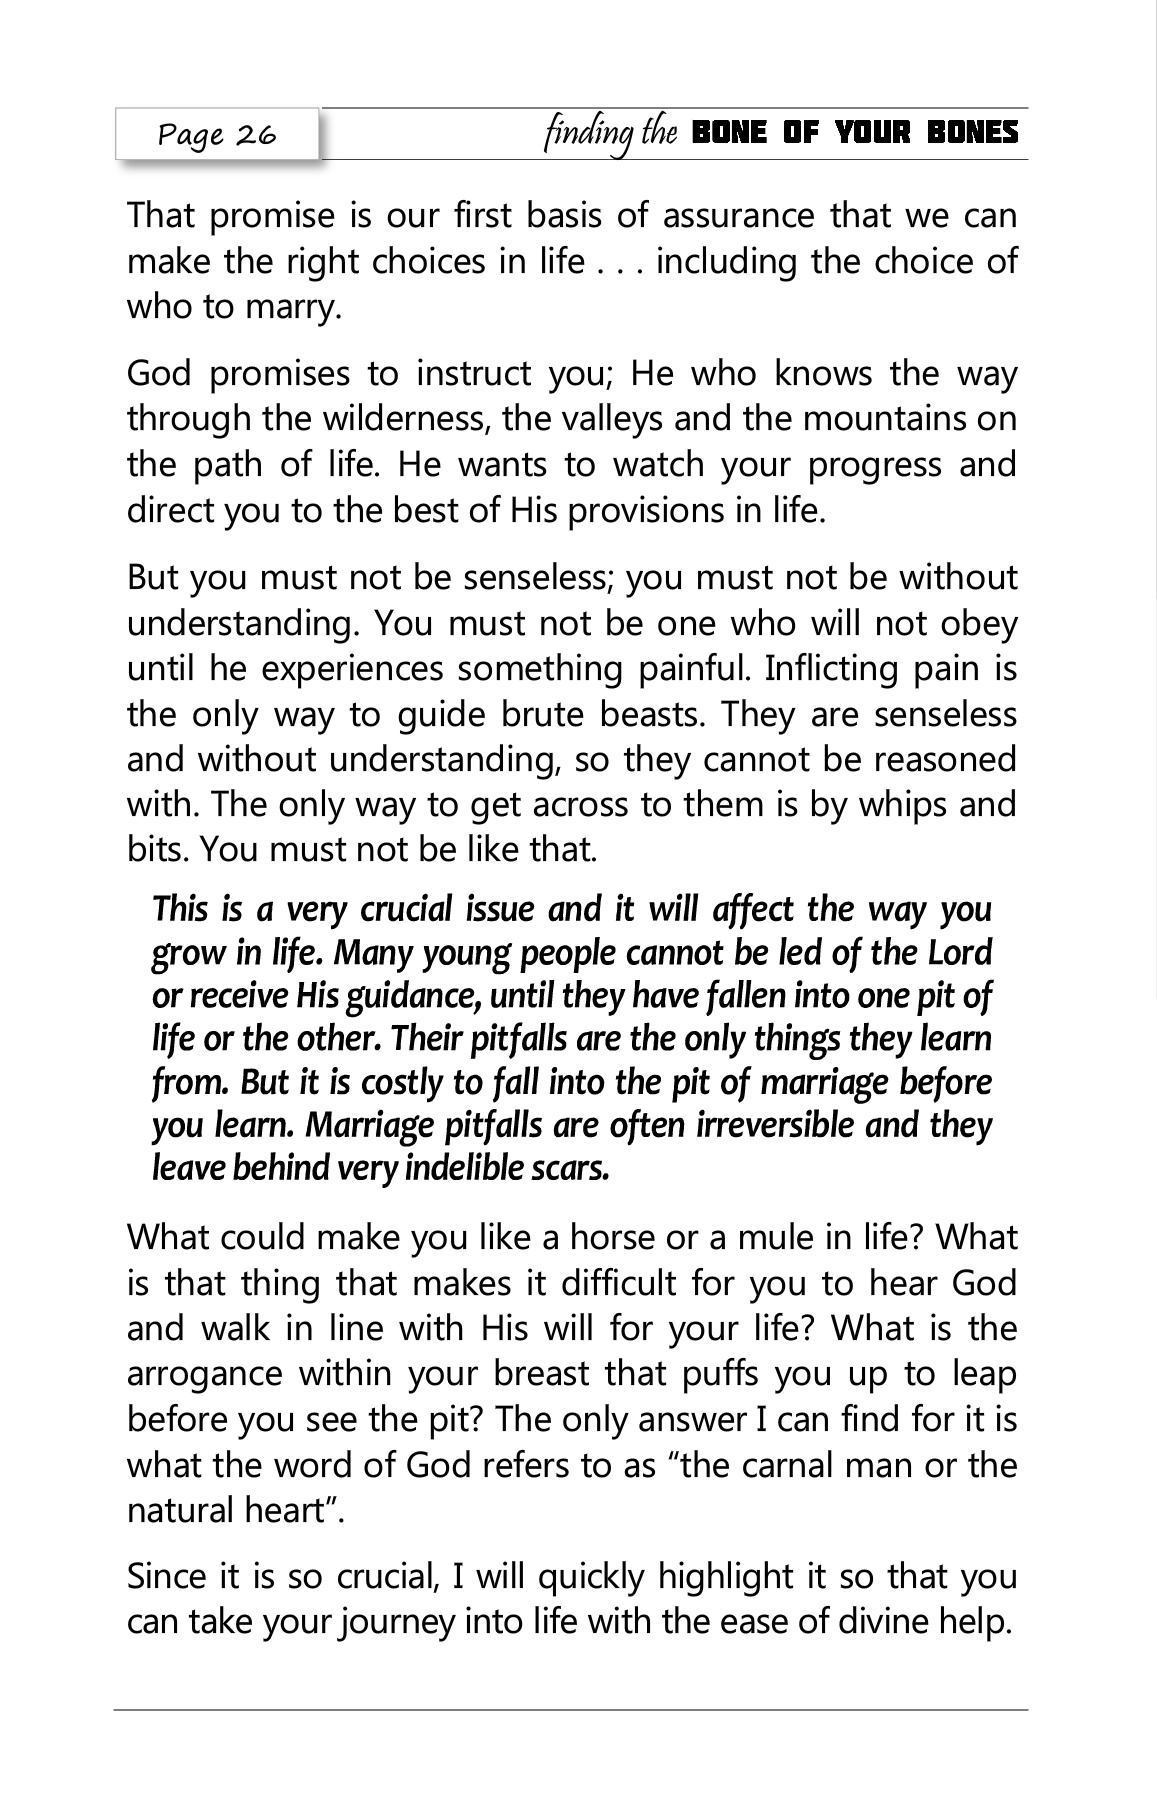 Page 26
finding the BONE OF YOUR BONES
That promise is our first basis of assurance that we can
make the right choices in life . . . including the choice of
who to marry.
God promises to instruct you; He who knows the way
through the wilderness, the valleys and the mountains on
the path of life. He wants to watch your progress and
direct you to the best of His provisions in life.
But you must not be senseless; you must not be without
understanding. You must not be one who will not obey
until he experiences something painful. Inflicting pain is
the only way to guide brute beasts. They are senseless
and without understanding, so they cannot be reasoned
with. The only way to get across to them is by whips and
bits. You must not be like that.
This is a very crucial issue and it will affect the way you
grow in life. Many young people cannot be led of the Lord
or receive His guidance, until they have fallen into one pit of
life or the other. Their pitfalls are the only things they learn
from. But it is costly to fall into the pit of marriage before
you learn. Marriage pitfalls are often irreversible and they
leave behind very indelible scars.
What could make you like a horse or a mule in life? What
is that thing that makes it difficult for you to hear God
and walk in line with His will for your life? What is the
arrogance within your breast that puffs you up to leap
before you see the pit? The only answer I can find for it is
what the word of God refers to as “the carnal man or the
natural heart”.
Since it is so crucial, I will quickly highlight it so that you
can take your journey into life with the ease of divine help.